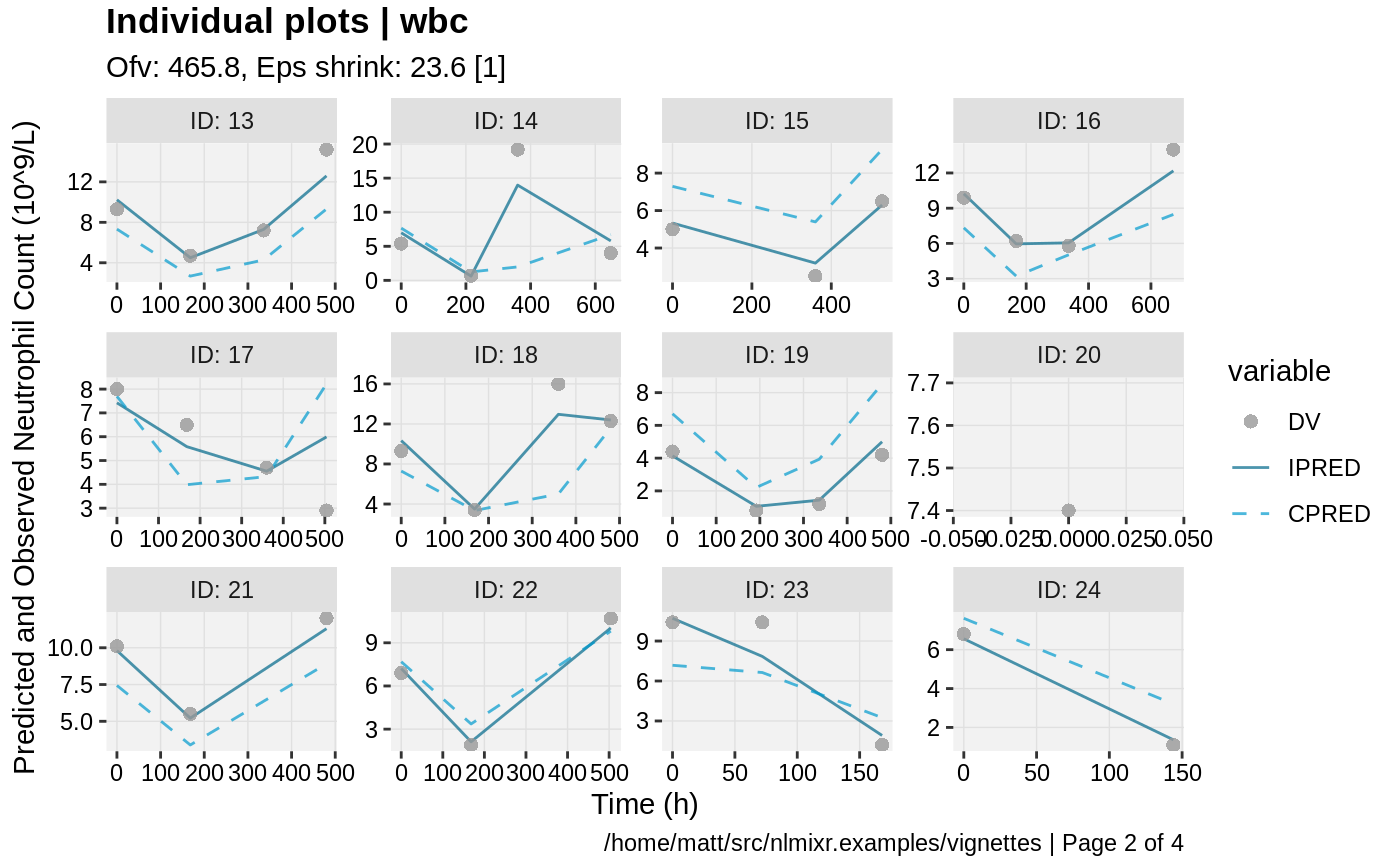 Individual plots | wbc
Ofv: 465.8, Eps shrink: 23.6 [1]
Predicted and Observed Neutrophil Count (10^9/L)
ID: 13
12
8
4
0 100 200 300 400 500
ID: 14
20
15
10
5
0
0 200 400 600
ID: 15
8
6
4
0 200 400
ID: 16
12
9
6
3
0 200 400 600
ID: 17
8
7
6
5
4
3
0 100 200 300 400 500
ID: 18
16
12
8
4
0 100 200 300 400 500
ID: 19
8
6
4
2
0 100 200 300 400 500
ID: 20
7.7
7.6
7.5
7.4
-0.050 -0.025 0.000 0.025 0.050
ID: 21
10.0
7.5
5.0
0 100 200 300 400 500
ID: 22
9
6
3
0 100 200 300 400 500
ID: 23
9
6
3
0 50 100 150
ID: 24
6
4
2
0 50 100 150
variable
DV
IPRED
CPRED
Time (h)
/home/matt/src/nlmixr.examples/vignettes | Page 2 of 4